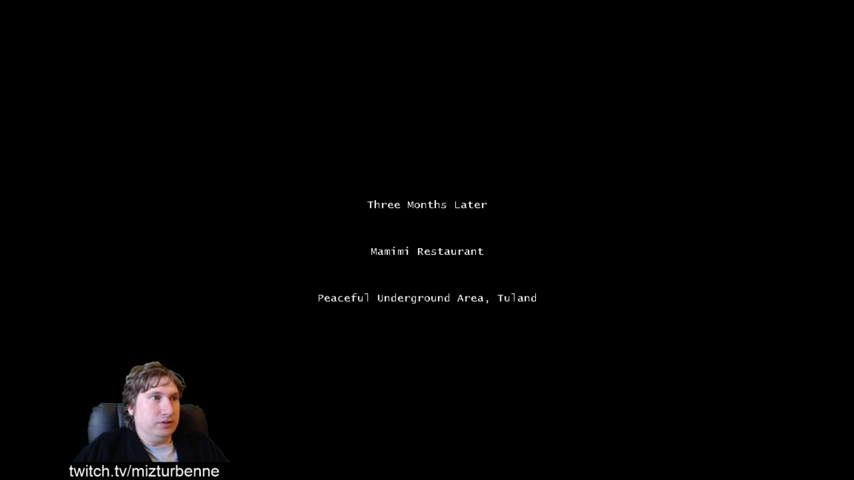 Three Months Later
Mamimi Restaurant
Peaceful Underground Area, Tuland
twitch.tv/mizturbenne